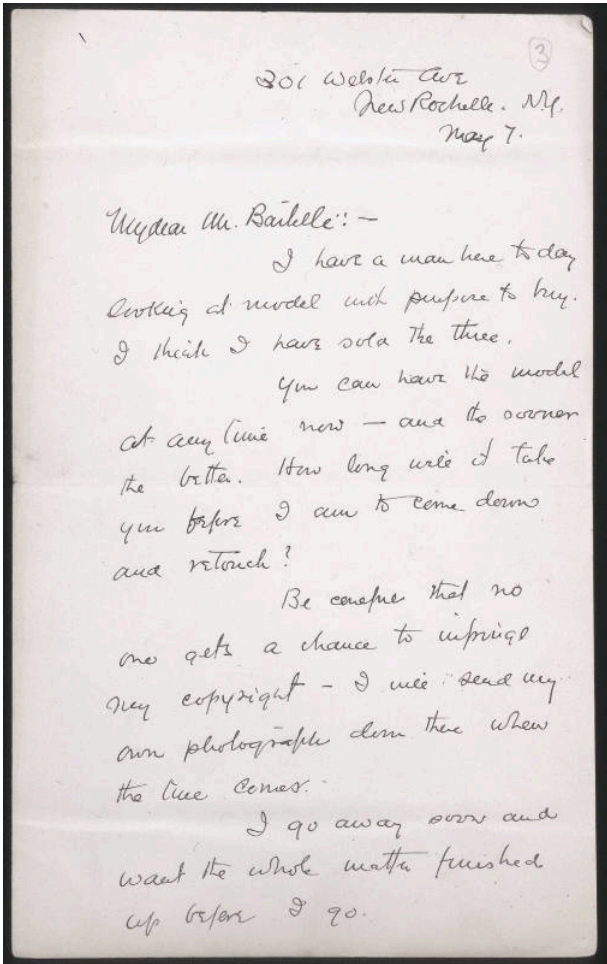 3
301 Webster Ave
New Rochelle. N.Y.
May 7.
My dear Mr. :—
I have a man here today
looking at model with purpose to buy.
I think I have sold the three.
You can have the model
at any time now — and the sooner
the better. How long will it take
you before I am to come down
and retouch?
Be careful that no
one gets a chance to infringe
my copyright — I will send my
own photographs down there when
the time comes.
I go away soon and
want the whole matter finished
up before I go.